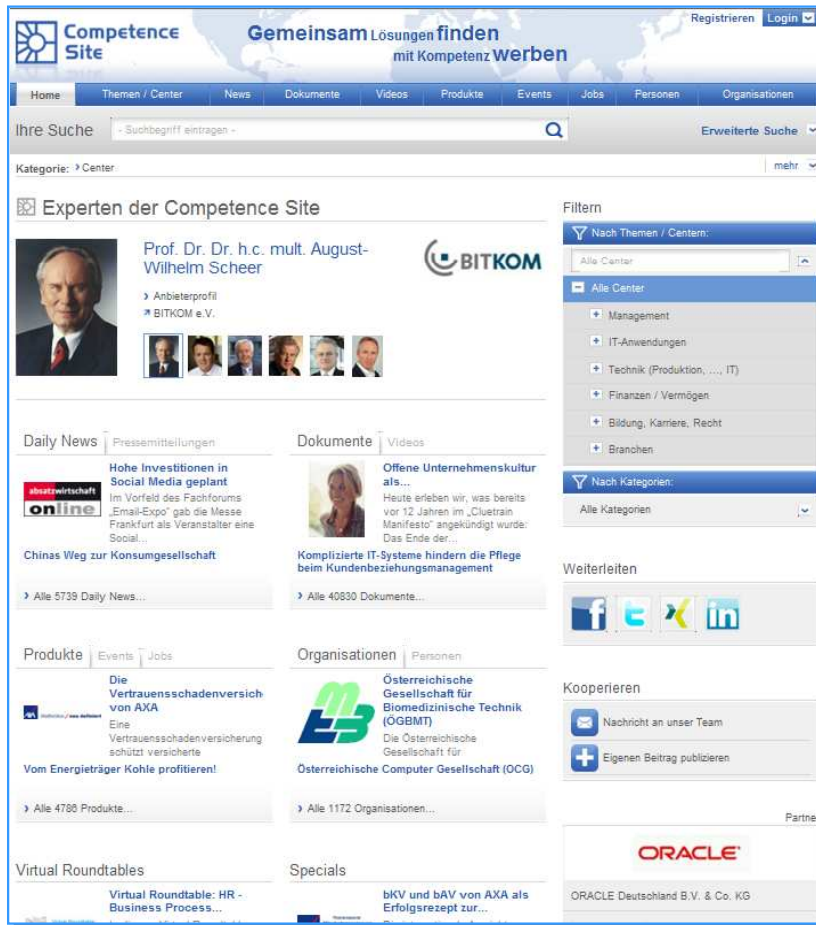 Competence
Site
Gemeinsam Lösungen finden
mit Kompetenz werben
Registrieren Login
Home Themen / Center News Dokumente Videos Produkte Events Jobs Personen Organisationen
Ihre Suche - Suchbegriff eintragen - Erweiterte Suche
Kategorie: Center mehr
Experten der Competence Site
Prof. Dr. Dr. h.c. mult. August-
Wilhelm Scheer
Anbieterprofil
BITKOM e.V.
BITKOM
Daily News Pressemitteilungen
absatzwirtschaft
online
Hohe Investitionen in
Social Media geplant
Im Vorfeld des Fachforums
„Email-Expo" gab die Messe
Frankfurt als Veranstalter eine
Social...
Chinas Weg zur Konsumgesellschaft
Alle 5739 Daily News...
Dokumente Videos
Offene Unternehmenskultur
als...
Heute erleben wir, was bereits
vor 12 Jahren im „Cluetrain
Manifesto" angekündigt wurde:
Das Ende der...
Komplizierte IT-Systeme hindern die Pflege
beim Kundenbeziehungsmanagement
Alle 40830 Dokumente...
Produkte Events Jobs
Die
Vertrauensschadenversich
von AXA
Eine
Vertrauensschadenversicherung
schützt versicherte
Vom Energieträger Kohle profitieren!
Alle 4786 Produkte...
Organisationen Personen
Österreichische
Gesellschaft für
Biomedizinische Technik
(ÖGBMT)
Die Österreichische
Gesellschaft für
Österreichische Computer Gesellschaft (OCG)
Alle 1172 Organisationen...
Virtual Roundtables
Virtual Roundtable: HR -
Business Process...
Specials
bKV und bAV von AXA als
Erfolgsrezept zur...
Filtern
Nach Themen / Centern:
Alle Center
Alle Center
Management
IT-Anwendungen
Technik (Produktion, ..., IT)
Finanzen / Vermögen
Bildung, Karriere, Recht
Branchen
Nach Kategorien:
Alle Kategorien
Weiterleiten
f t in
Kooperieren
Nachricht an unser Team
Eigenen Beitrag publizieren
Partne
ORACLE
ORACLE Deutschland B.V. & Co. KG